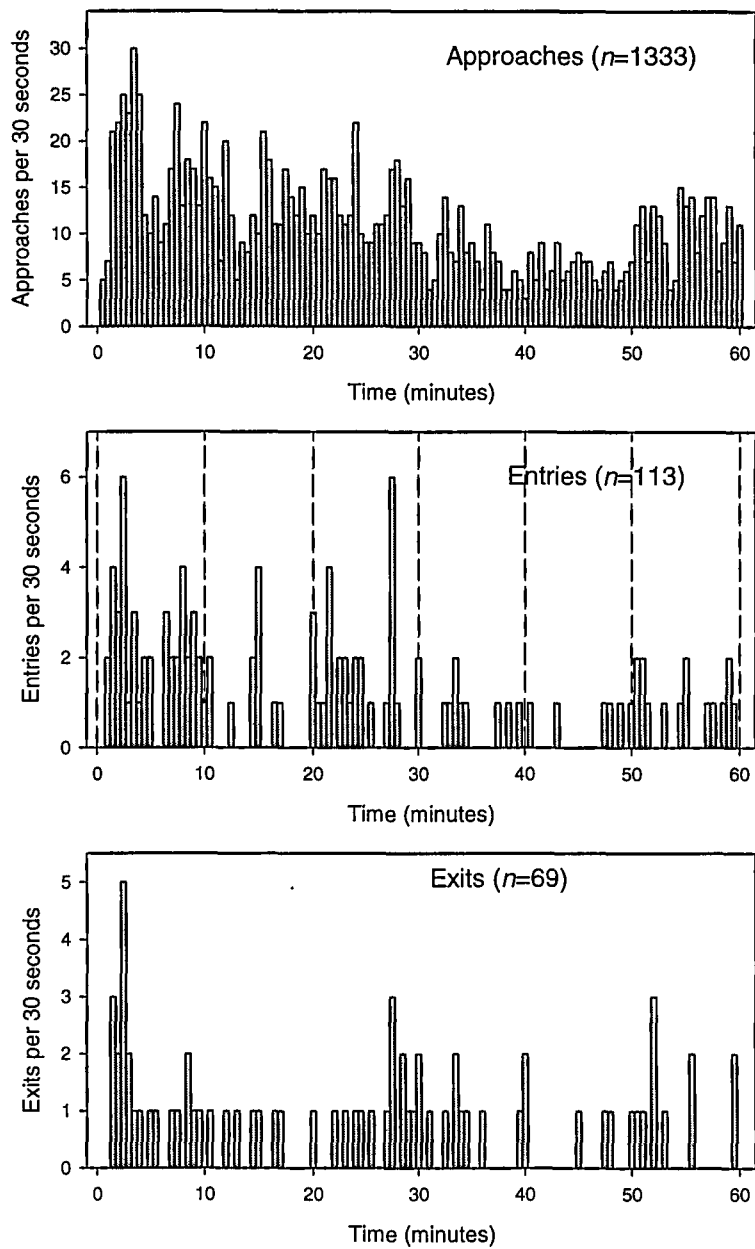 Approaches (n=1333)
Approaches per 30 seconds
30
25
20
15
10
5
0
0 10 20 30 40 50 60
Time (minutes)
Entries (n=113)
Entries per 30 seconds
6
4
2
0
0 10 20 30 40 50 60
Time (minutes)
Exits (n=69)
Exits per 30 seconds
5
4
3
2
1
0
0 10 20 30 40 50 60
Time (minutes)